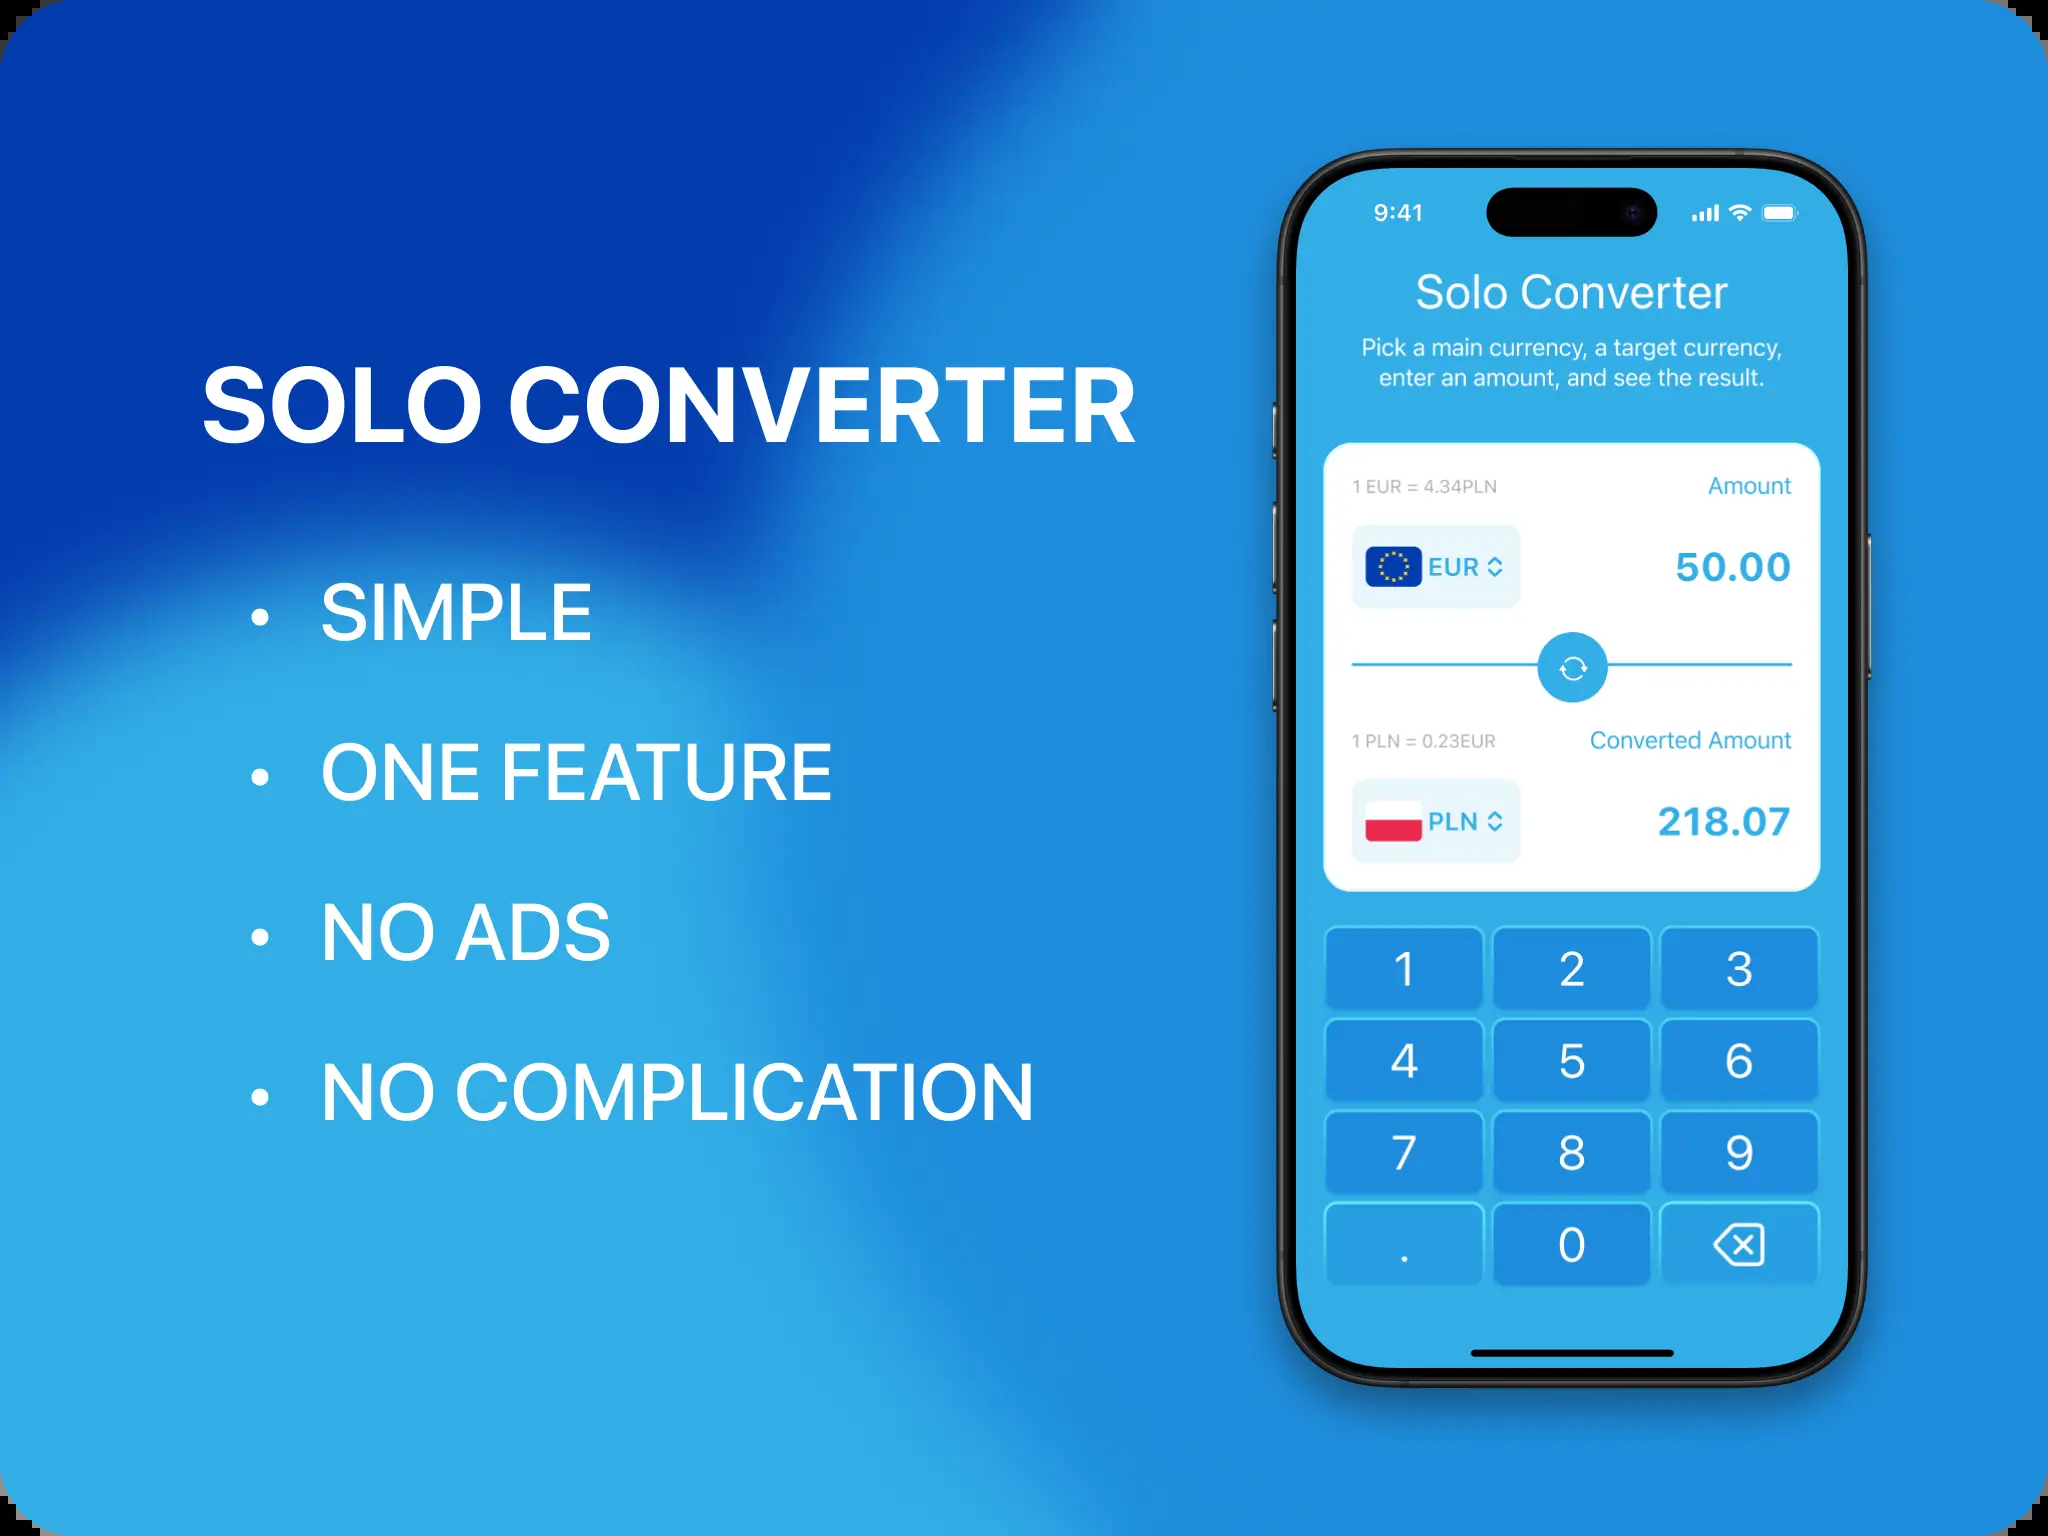 SOLO CONVERTER
• SIMPLE
• ONE FEATURE
• NO ADS
• NO COMPLICATION
9:41
Solo Converter
Pick a main currency, a target currency,
enter an amount, and see the result.
1 EUR = 4.34PLN Amount
EUR 50.00
1 PLN = 0.23EUR Converted Amount
PLN 218.07
1 2 3
4 5 6
7 8 9
. 0